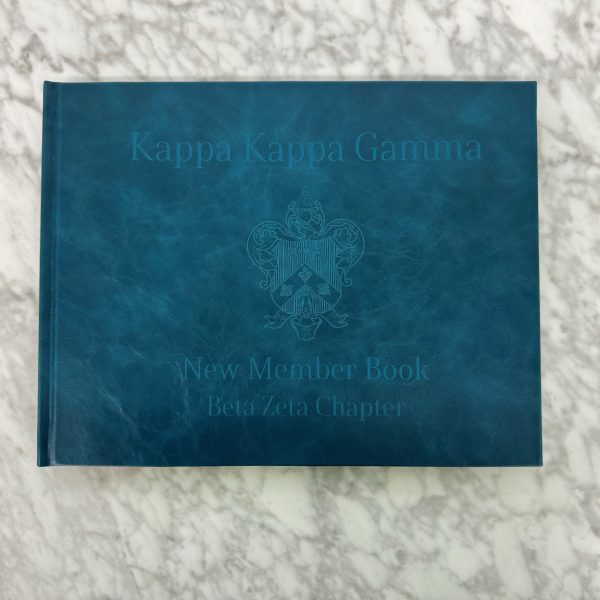 Kappa Kappa Gamma
New Member Book
Beta Zeta Chapter